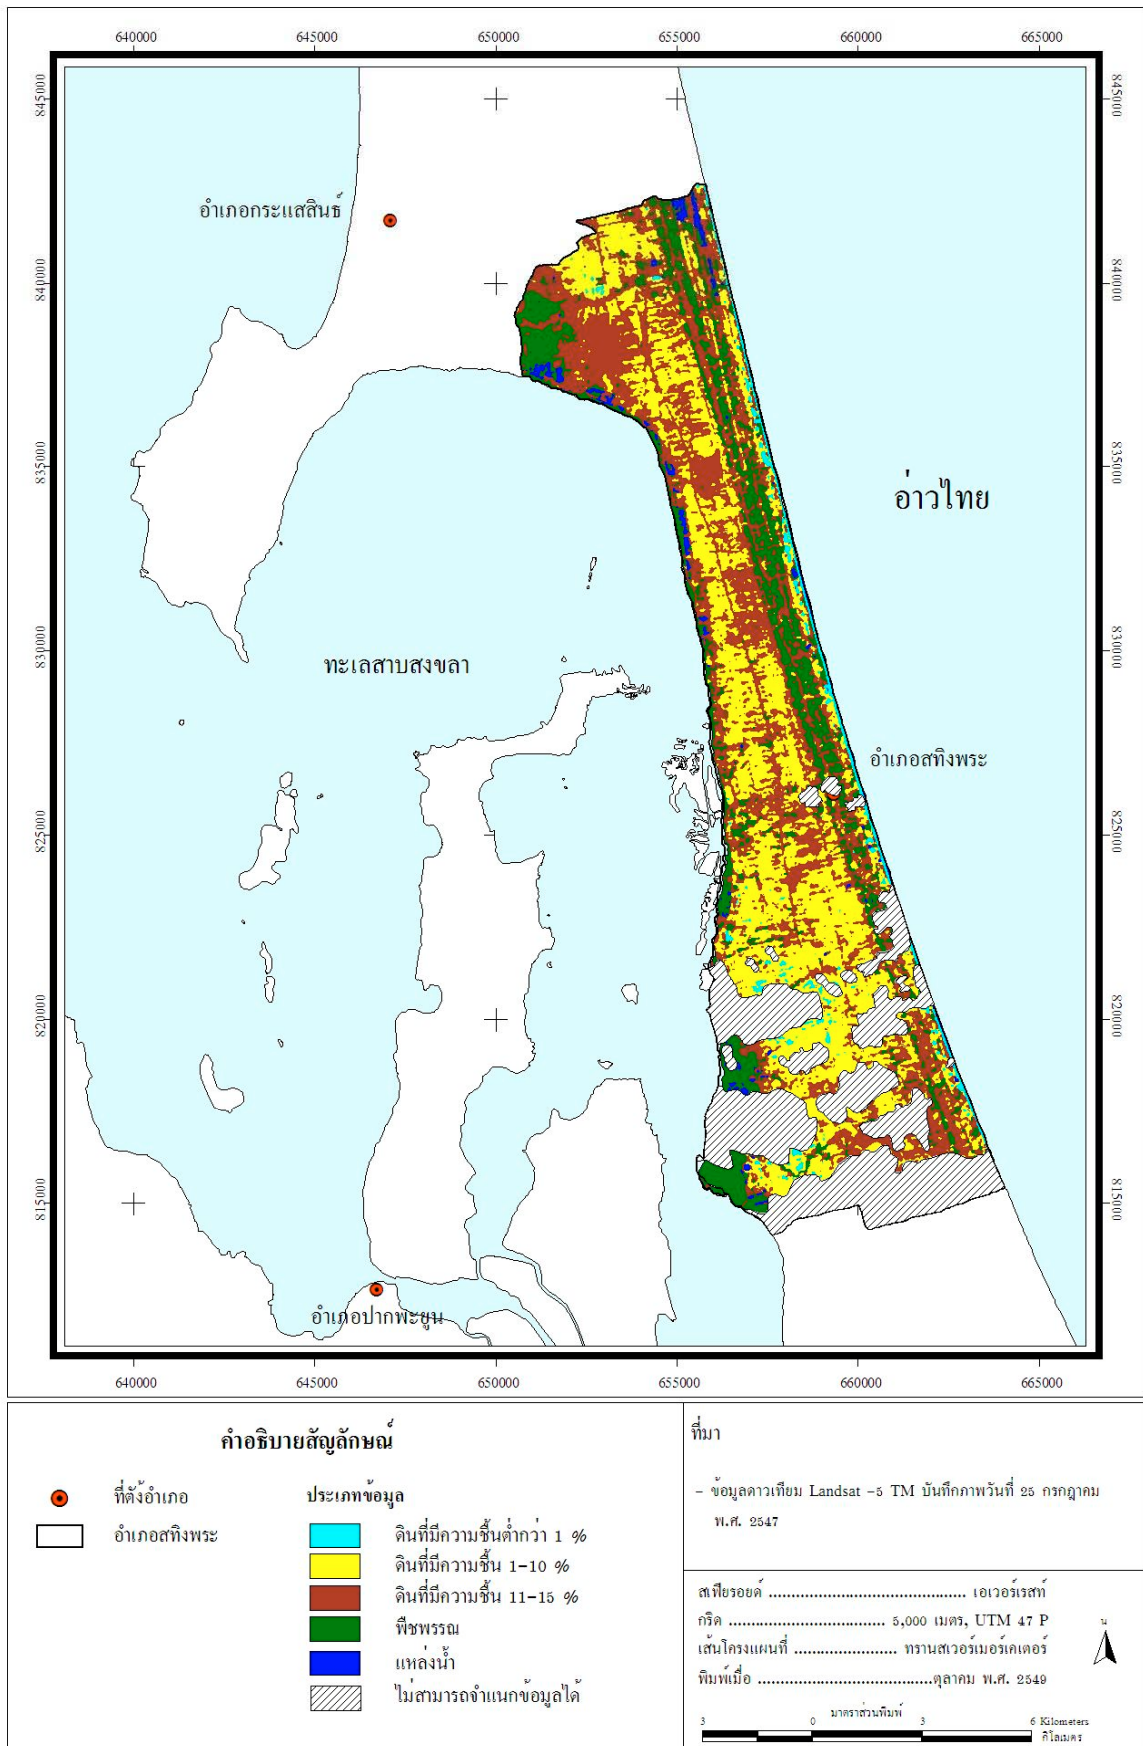 640000 645000 650000 655000 660000 665000
845000 845000
840000 840000
835000 835000
830000 830000
825000 825000
820000 820000
815000 815000
อำเภอกระแสสินธุ์
อ่าวไทย
ทะเลสาบสงขลา
อำเภอสทิงพระ
อำเภอปากพะยูน
640000 645000 650000 655000 660000 665000
คำอธิบายสัญลักษณ์
ที่ตั้งอำเภอ
อำเภอสทิงพระ
ประเภทข้อมูล
ดินที่มีความชื้นต่ำกว่า 1 %
ดินที่มีความชื้น 1-10 %
ดินที่มีความชื้น 11-15 %
พืชพรรณ
แหล่งน้ำ
ไม่สามารถจำแนกข้อมูลได้
ที่มา
- ข้อมูลดาวเทียม Landsat -5 TM บันทึกภาพวันที่ 25 กรกฎาคม
พ.ศ. 2547
สเฟียรอยด์ ............................................ เอเวอร์เรสท์
กริด ................................... 5,000 เมตร, UTM 47 P
เส้นโครงแผนที่ ....................... ทรานสเวอร์เมอร์เคเตอร์
พิมพ์เมื่อ .......................................ตุลาคม พ.ศ. 2549
น
มาตราส่วนพิมพ์
3 0 3 6 Kilometers
กิโลเมตร